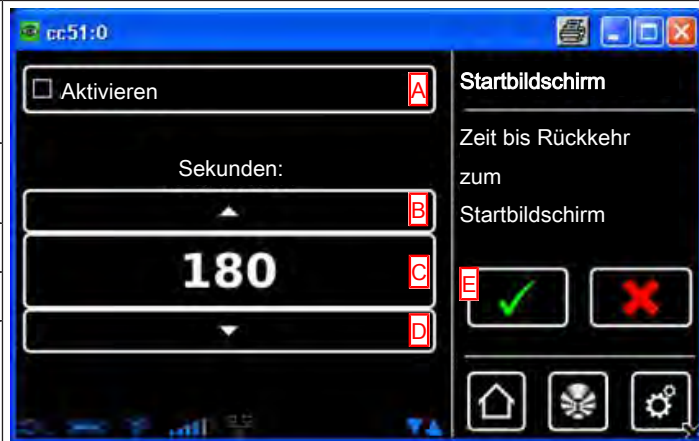 cc51:0
Aktivieren
A
Sekunden:
B
180
C
D
Startbildschirm
Zeit bis Rückkehr
zum
Startbildschirm
E